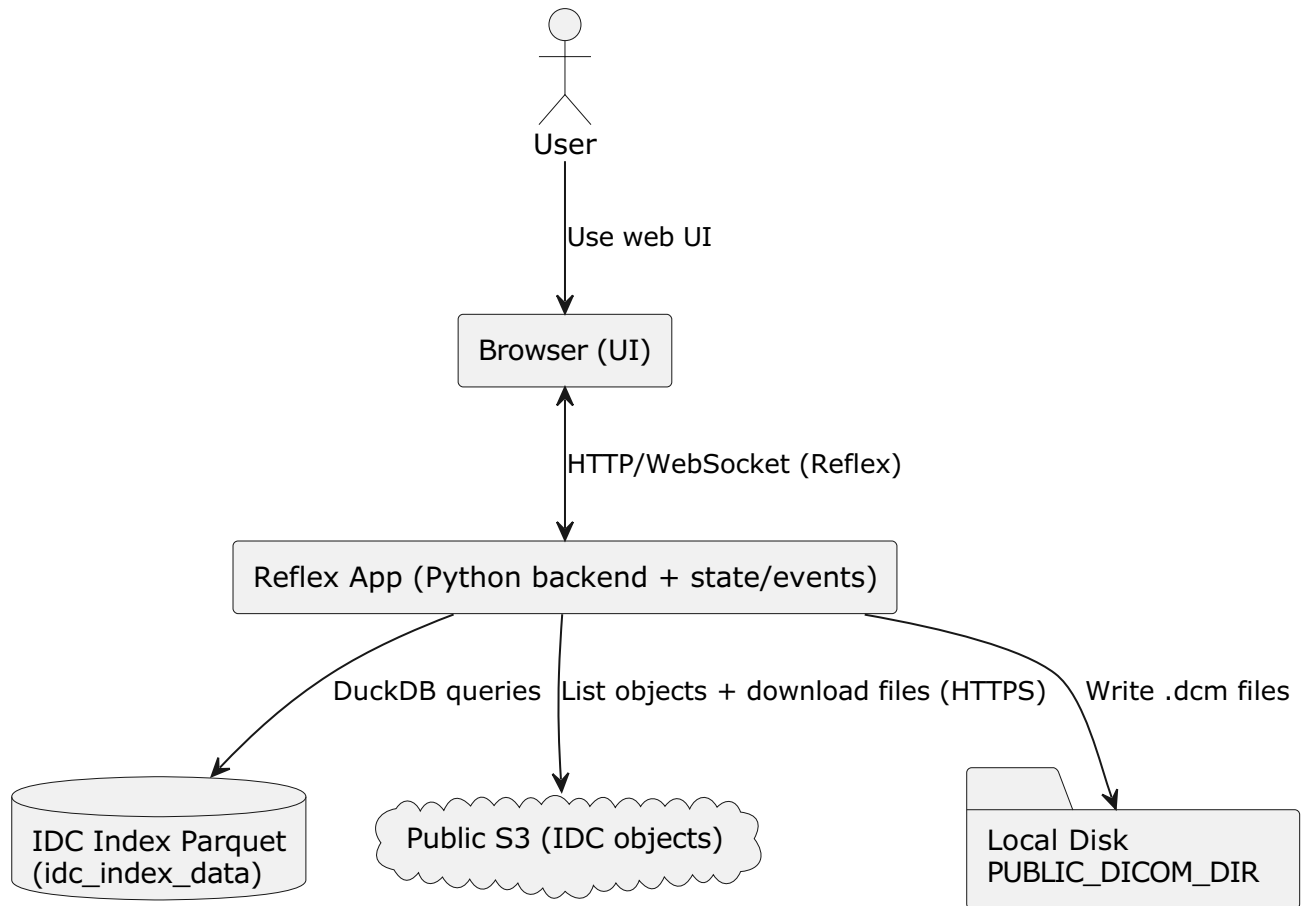 User
Use web UI
Browser (UI)
HTTP/WebSocket (Reflex)
Reflex App (Python backend + state/events)
DuckDB queries
List objects + download files (HTTPS)
Write .dcm files
IDC Index Parquet
(idc_index_data)
Public S3 (IDC objects)
Local Disk
PUBLIC_DICOM_DIR